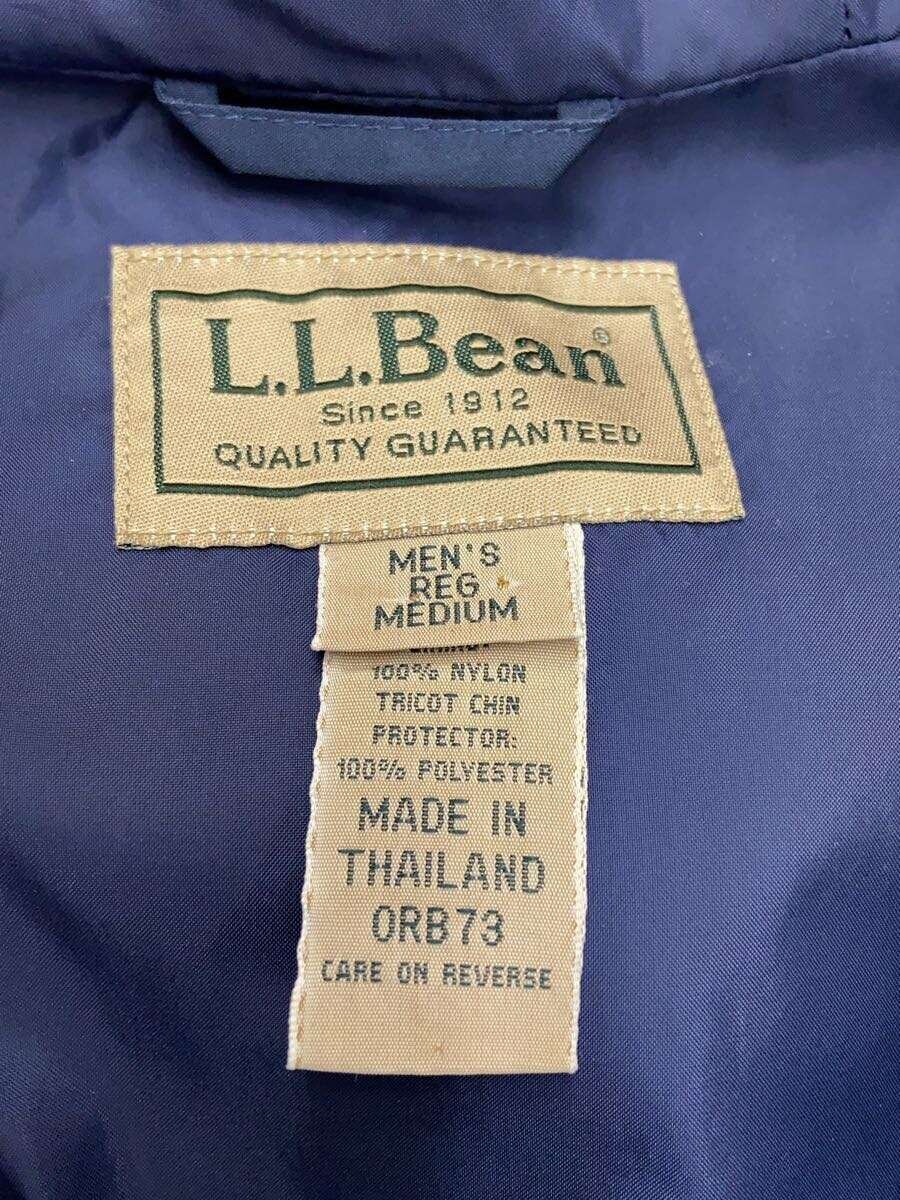 L.L.Bean®
Since 1912
QUALITY GUARANTEED
MEN'S
REG
MEDIUM
100% NYLON
TRICOT CHIN
PROTECTOR:
100% POLYESTER
MADE IN
THAILAND
0RB73
CARE ON REVERSE